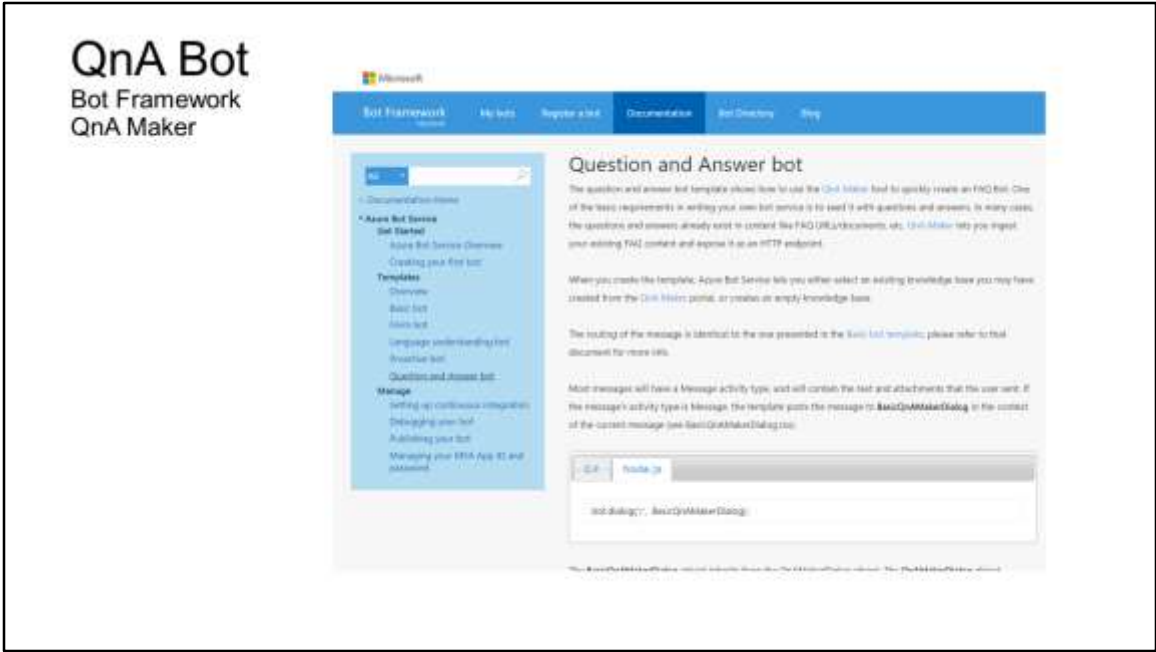 QnA Bot
Bot Framework
QnA Maker
Microsoft
Bot Framework
My bots
Register a bot
Documentation
Bot Directory
Blog
Question and Answer bot
The question and answer bot template shows how to use the QnA Maker tool to quickly create an FAQ Bot. One
of the basic requirements in writing your own bot service is to seed it with questions and answers. In many cases,
the questions and answers already exist in content like FAQ URLs/documents, etc. QnA Maker lets you ingest
your existing FAQ content and expose it as an HTTP endpoint.
When you create the template, Azure Bot Service lets you either select an existing knowledge base you may have
created from the QnA Maker portal, or creates an empty knowledge base.
The routing of the message is identical to the one presented in the Basic bot template, please refer to that
document for more info.
Most messages will have a Message activity type, and will contain the text and attachments that the user sent. If
the message's activity type is Message, the template posts the message to BasicQnAMakerDialog in the context
of the current message (see BasicQnAMakerDialog.csx).
C#
Node.js
bot.dialog('/', BasicQnAMakerDialog);
All
Documentation Home
Azure Bot Service
Get Started
Azure Bot Service Overview
Creating your first bot
Templates
Overview
Basic bot
Form bot
Language understanding bot
Proactive bot
Question and Answer bot
Manage
Setting up continuous integration
Debugging your bot
Publishing your bot
Managing your MSA App ID and
password